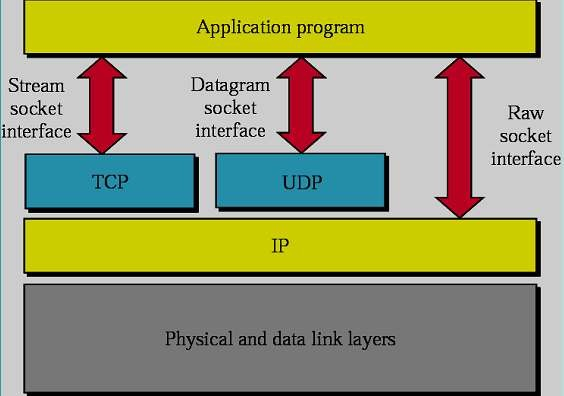 Application program
Stream
socket
interface
Datagram
socket
interface
Raw
socket
interface
TCP
UDP
IP
Physical and data link layers